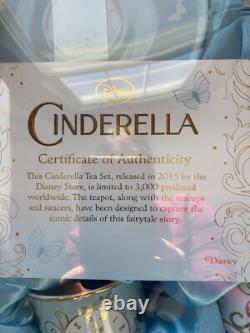 Disney
CINDERELLA
Certificate of Authenticity
This Cinderella Tea Set, released in 2015 by the
Disney Store, is limited to 3,000 produced
worldwide. The teapot, along with the teacups
and saucers, have been designed to capture the
iconic details of this fairytale story.
©Disney